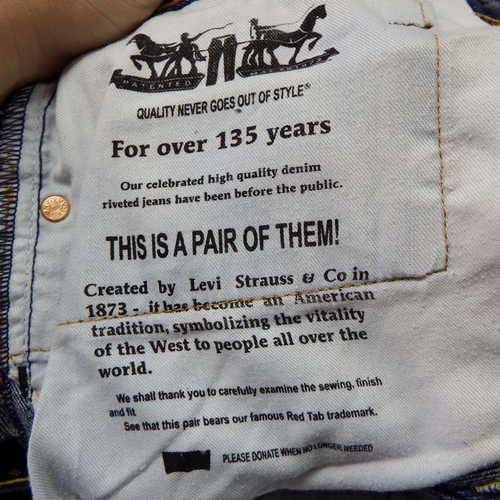 PATENTED
QUALITY NEVER GOES OUT OF STYLE®
For over 135 years
Our celebrated high quality denim
riveted jeans have been before the public.
THIS IS A PAIR OF THEM!
Created by Levi Strauss & Co in
1873 - it has become an American
tradition, symbolizing the vitality
of the West to people all over the
world.
We shall thank you to carefully examine the sewing, finish
and fit
See that this pair bears our famous Red Tab trademark.
PLEASE DONATE WHEN NO LONGER NEEDED